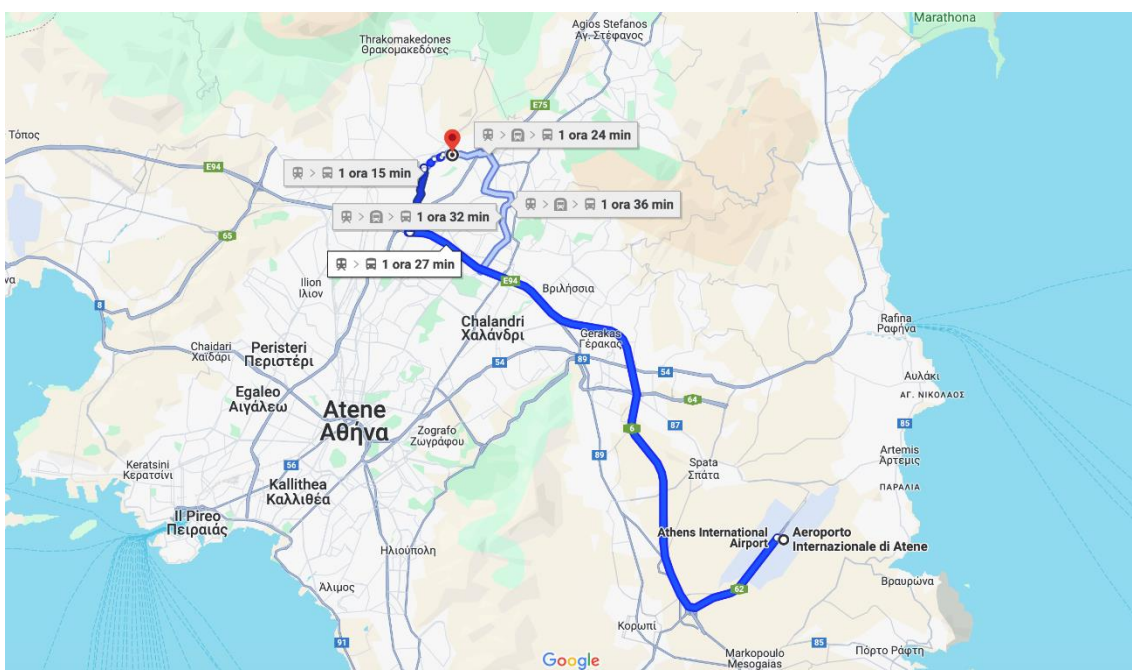 Marathona
Agios Stefanos
Αγ. Στέφανος
Thrakomakedones
Θρακομακεδόνες
E75
Τόπος
1 ora 24 min
E94
1 ora 15 min
1 ora 36 min
1 ora 32 min
65
1 ora 27 min
E94
Ilion
Ίλιον
Βριλήσσια
8
Chalandri
Χαλάνδρι
Gerakas
Γέρακας
Rafina
Ραφήνα
Chaidari
Χαϊδάρι
Peristeri
Περιστέρι
54
89
54
Αυλάκι
64
ΑΓ. ΝΙΚΟΛΑΟΣ
Egaleo
Αιγάλεω
Atene
Αθήνα
Zografo
Ζωγράφου
6
87
85
Artemis
Άρτεμις
Keratsini
Κερατσίνι
56
89
Spata
Σπάτα
Kallithea
Καλλιθέα
ΠΑΡΑΛΙΑ
Il Pireo
Πειραιάς
Athens International
Airport
Aeroporto
Internazionale di Atene
Ηλιούπολη
Άλιμος
62
Βραυρώνα
Κορωπί
91
85
Markopoulo
Mesogaias
Πόρτο Ράφτη
Google